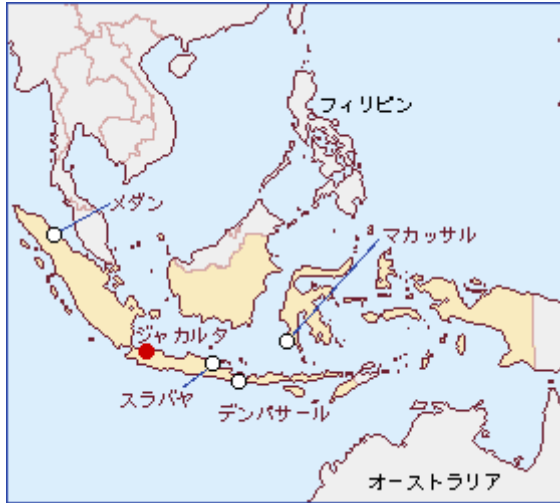 フィリピン
メダン
マカッサル
ジャカルタ
スラバヤ
デンパサール
オーストラリア